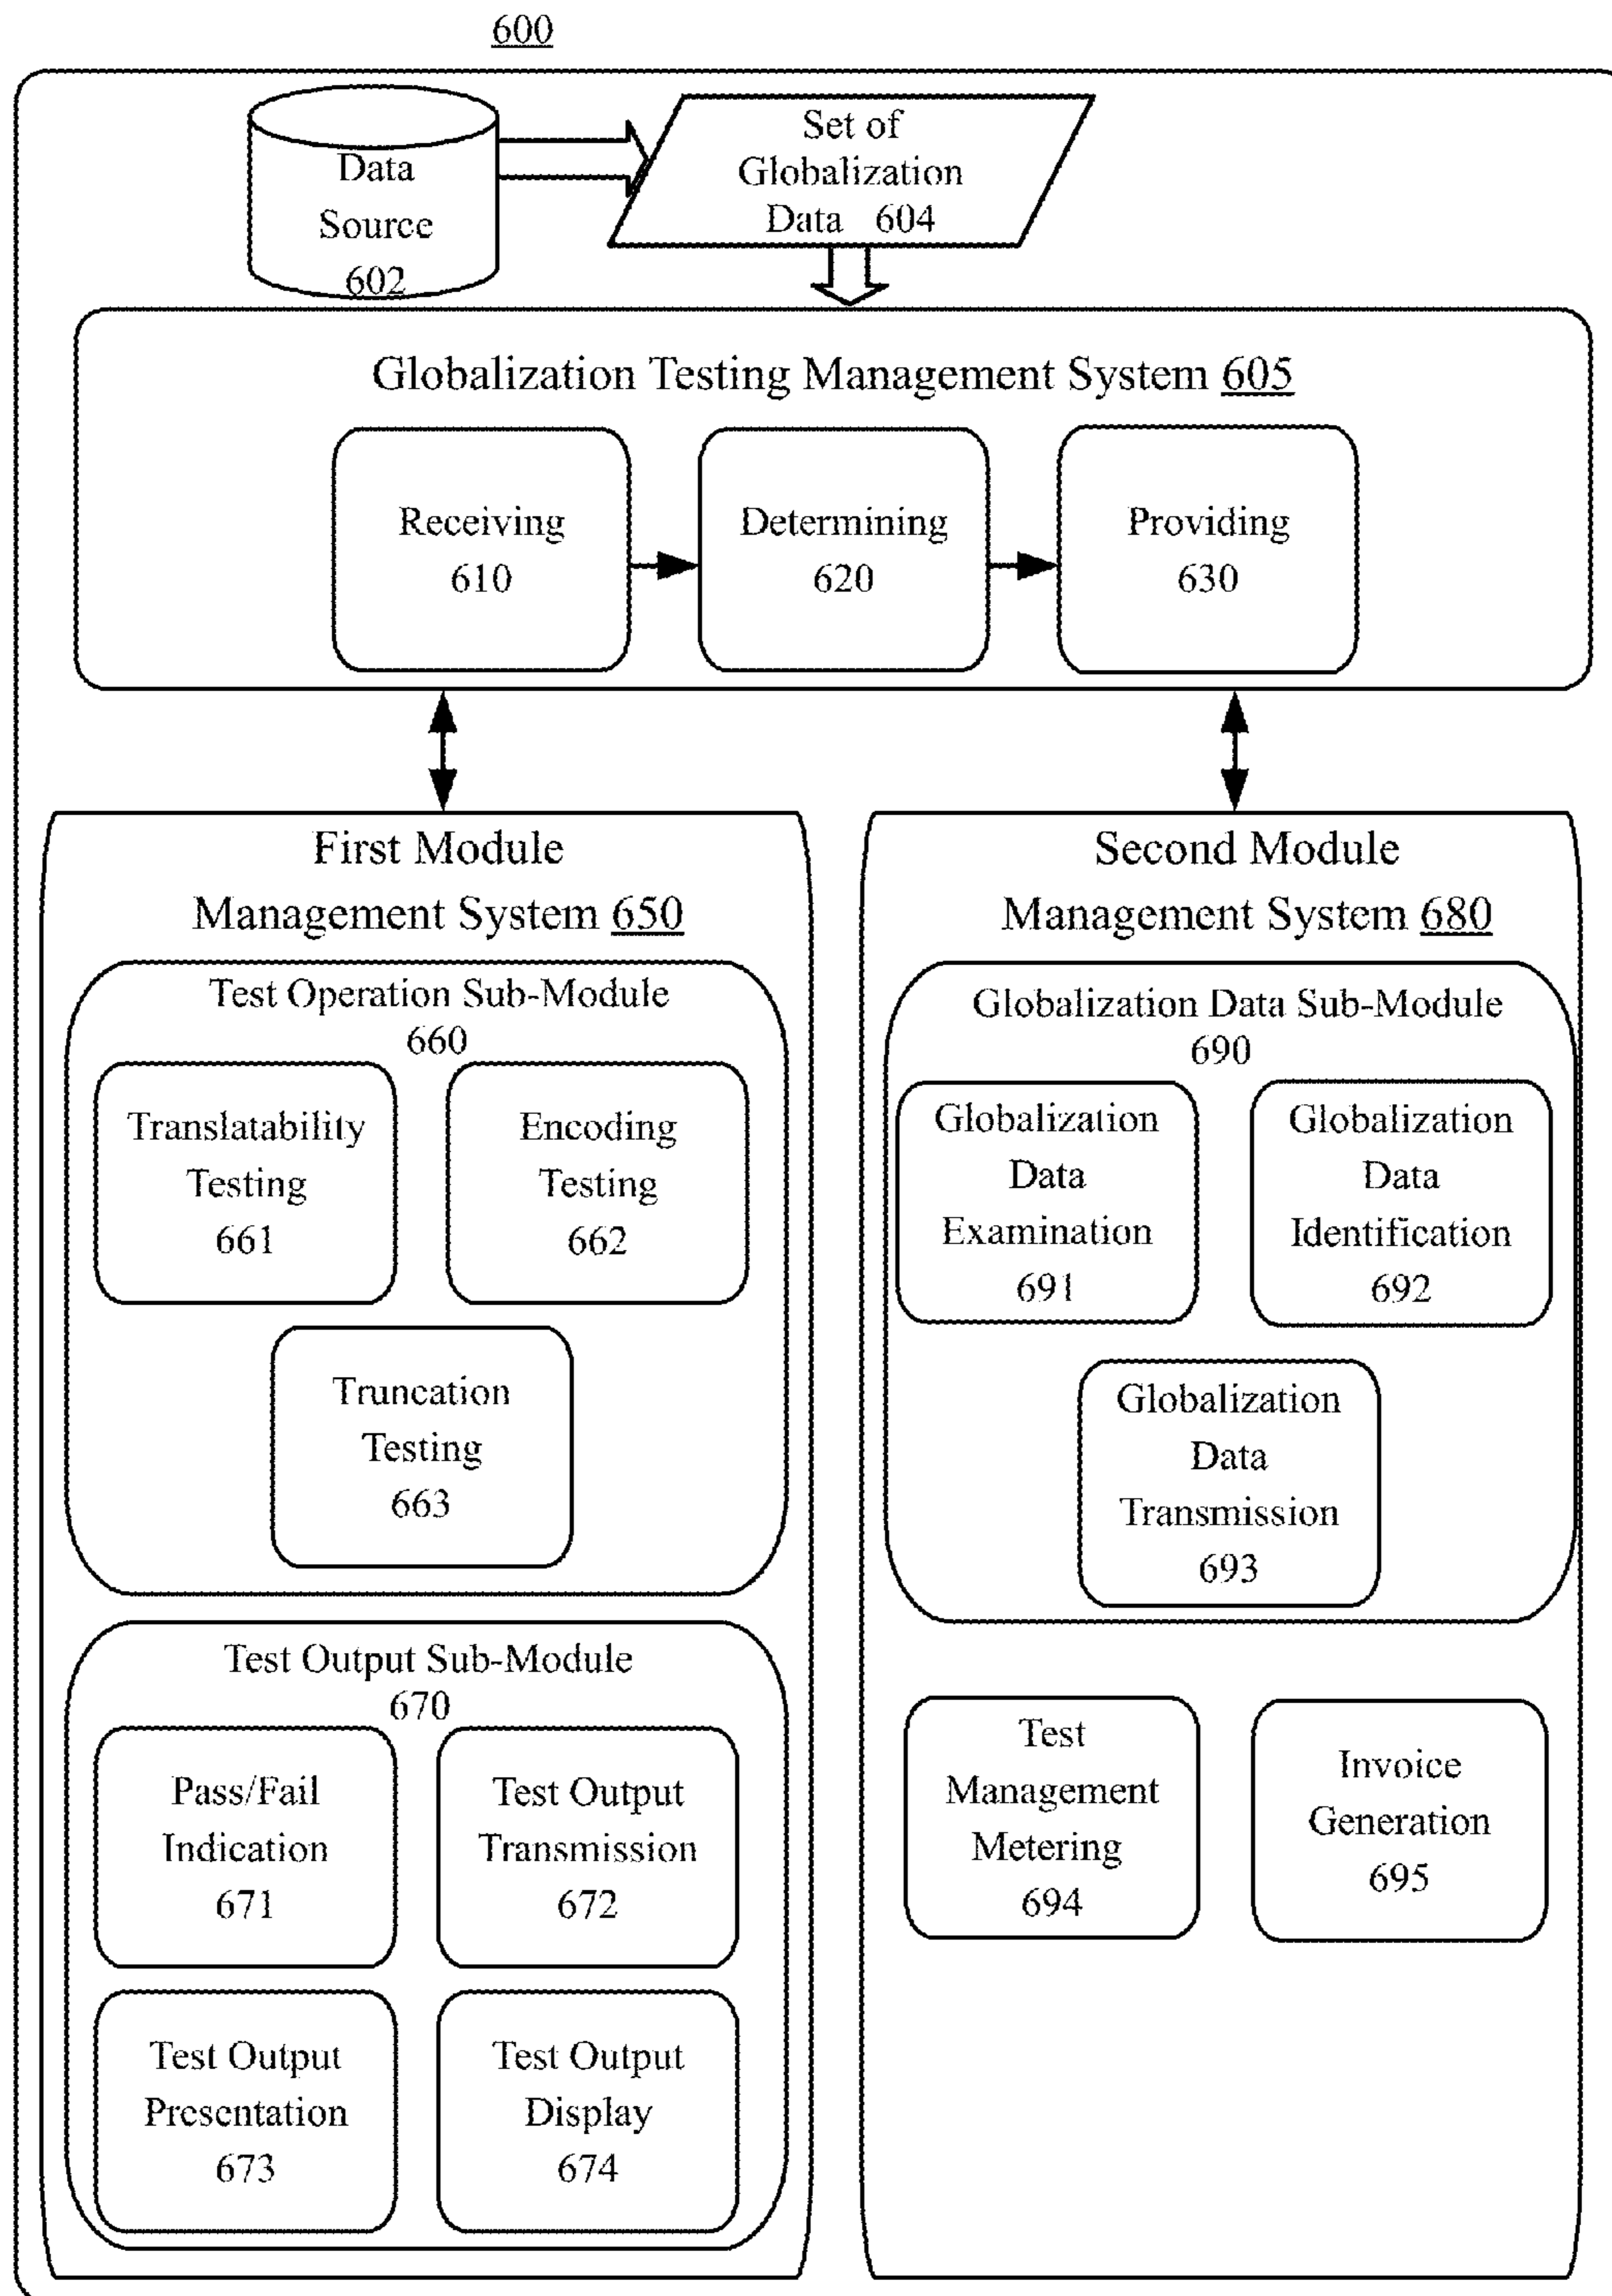 600
Data
Source
602
Set of
Globalization
Data 604
Globalization Testing Management System 605
Receiving
610
Determining
620
Providing
630
First Module
Management System 650
Test Operation Sub-Module
660
Translatability
Testing
661
Encoding
Testing
662
Truncation
Testing
663
Test Output Sub-Module
670
Pass/Fail
Indication
671
Test Output
Transmission
672
Test Output
Presentation
673
Test Output
Display
674
Second Module
Management System 680
Globalization Data Sub-Module
690
Globalization
Data
Examination
691
Globalization
Data
Identification
692
Globalization
Data
Transmission
693
Test
Management
Metering
694
Invoice
Generation
695